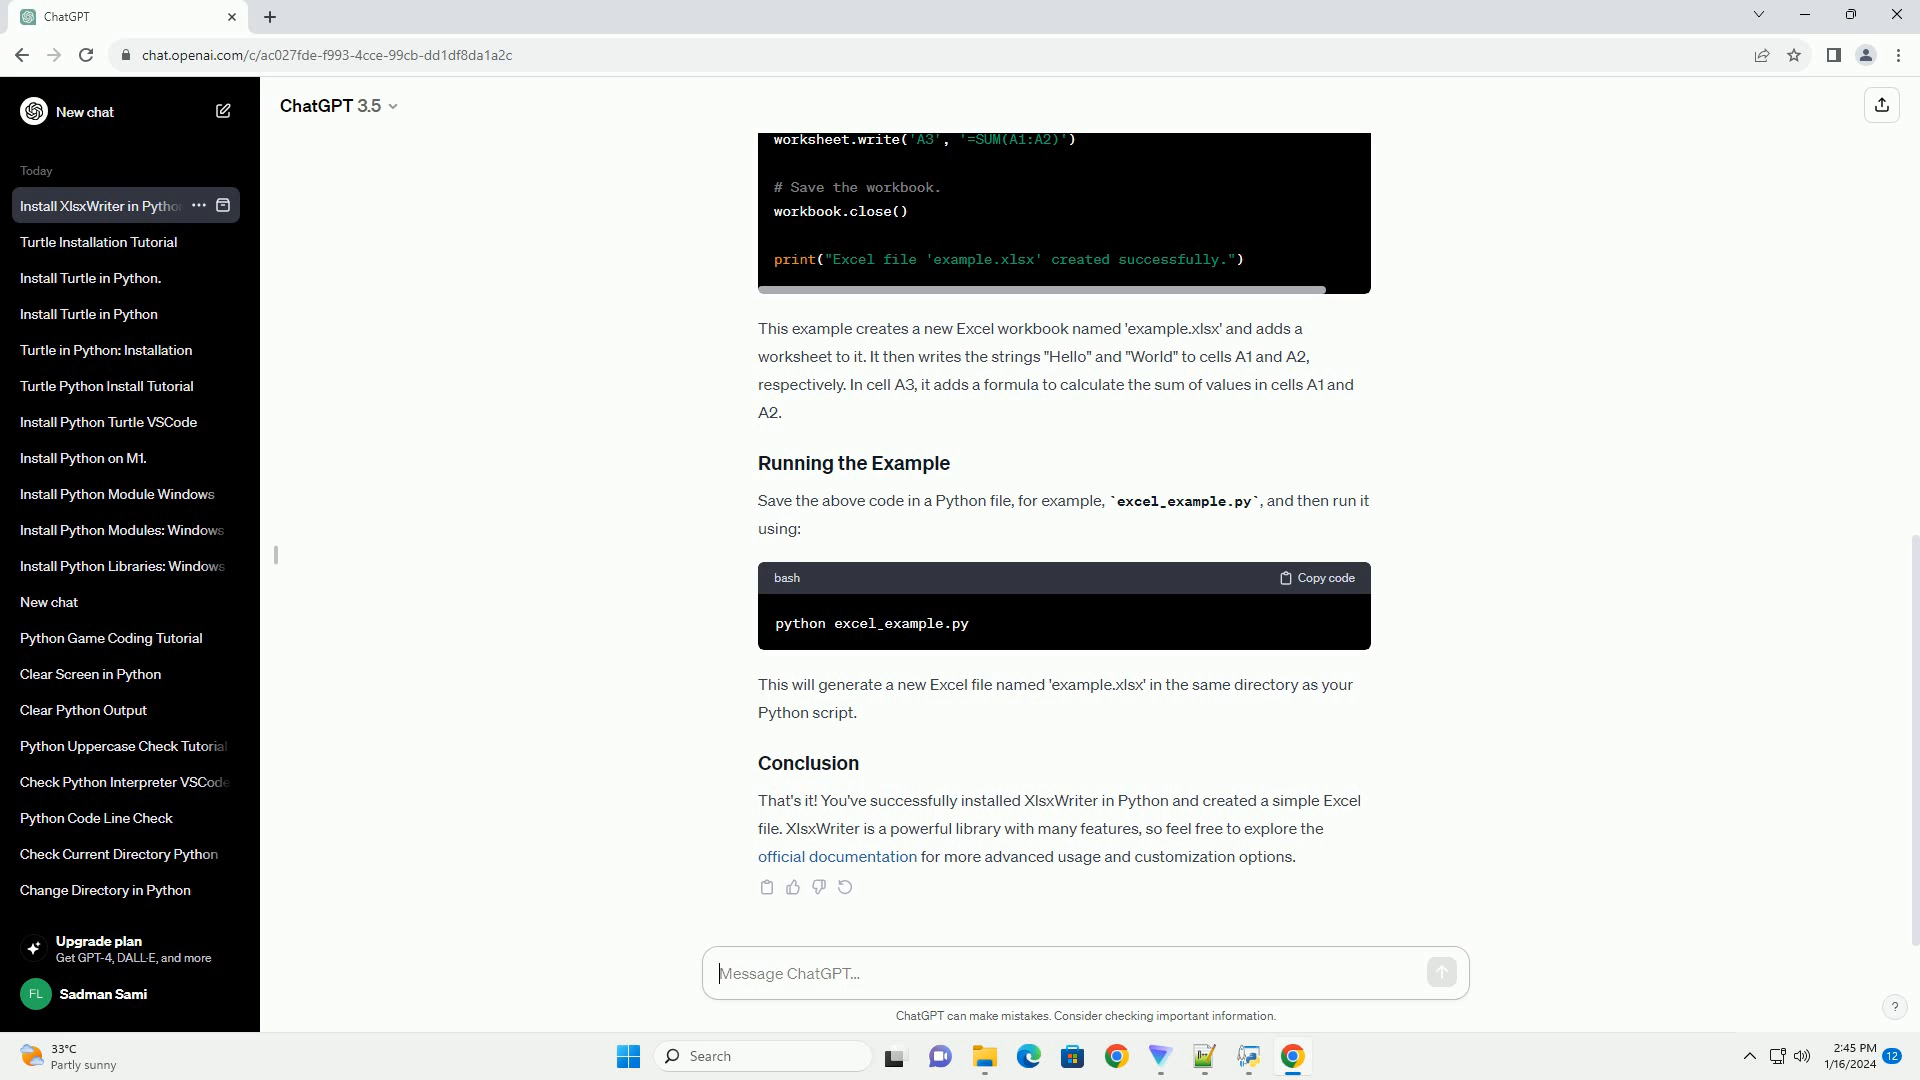 ChatGPT
chat.openai.com/c/ac027fde-f993-4cce-99cb-dd1df8da1a2c
New chat
Today
Install XlsxWriter in Pytho
Turtle Installation Tutorial
Install Turtle in Python.
Install Turtle in Python
Turtle in Python: Installation
Turtle Python Install Tutorial
Install Python Turtle VSCode
Install Python on M1.
Install Python Module Windows
Install Python Modules: Windows
Install Python Libraries: Windows
New chat
Python Game Coding Tutorial
Clear Screen in Python
Clear Python Output
Python Uppercase Check Tutorial
Check Python Interpreter VSCode
Python Code Line Check
Check Current Directory Python
Change Directory in Python
Upgrade plan
Get GPT-4, DALL·E, and more
FL Sadman Sami
ChatGPT 3.5
worksheet.write('A3', '=SUM(A1:A2)')
# Save the workbook.
workbook.close()
print("Excel file 'example.xlsx' created successfully.")
This example creates a new Excel workbook named 'example.xlsx' and adds a
worksheet to it. It then writes the strings "Hello" and "World" to cells A1 and A2,
respectively. In cell A3, it adds a formula to calculate the sum of values in cells A1 and
A2.
Running the Example
Save the above code in a Python file, for example, `excel_example.py`, and then run it
using:
bash Copy code
python excel_example.py
This will generate a new Excel file named 'example.xlsx' in the same directory as your
Python script.
Conclusion
That's it! You've successfully installed XlsxWriter in Python and created a simple Excel
file. XlsxWriter is a powerful library with many features, so feel free to explore the
official documentation for more advanced usage and customization options.
Message ChatGPT...
ChatGPT can make mistakes. Consider checking important information.
?
33°C
Partly sunny
Search
2:45 PM
1/16/2024
12